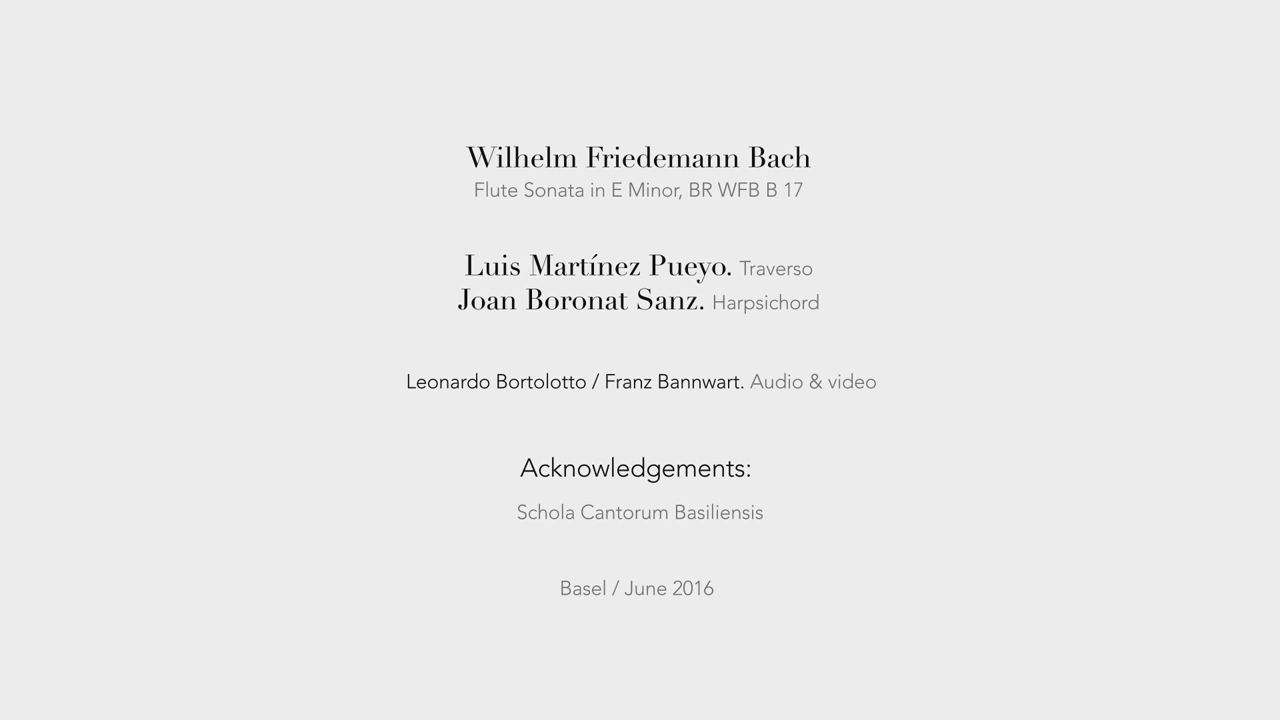 Wilhelm Friedemann Bach
Flute Sonata in E Minor, BR WFB B 17
Luis Martínez Pueyo. Traverso
Joan Boronat Sanz. Harpsichord
Leonardo Bortolotto / Franz Bannwart. Audio & video
Acknowledgements:
Schola Cantorum Basiliensis
Basel / June 2016